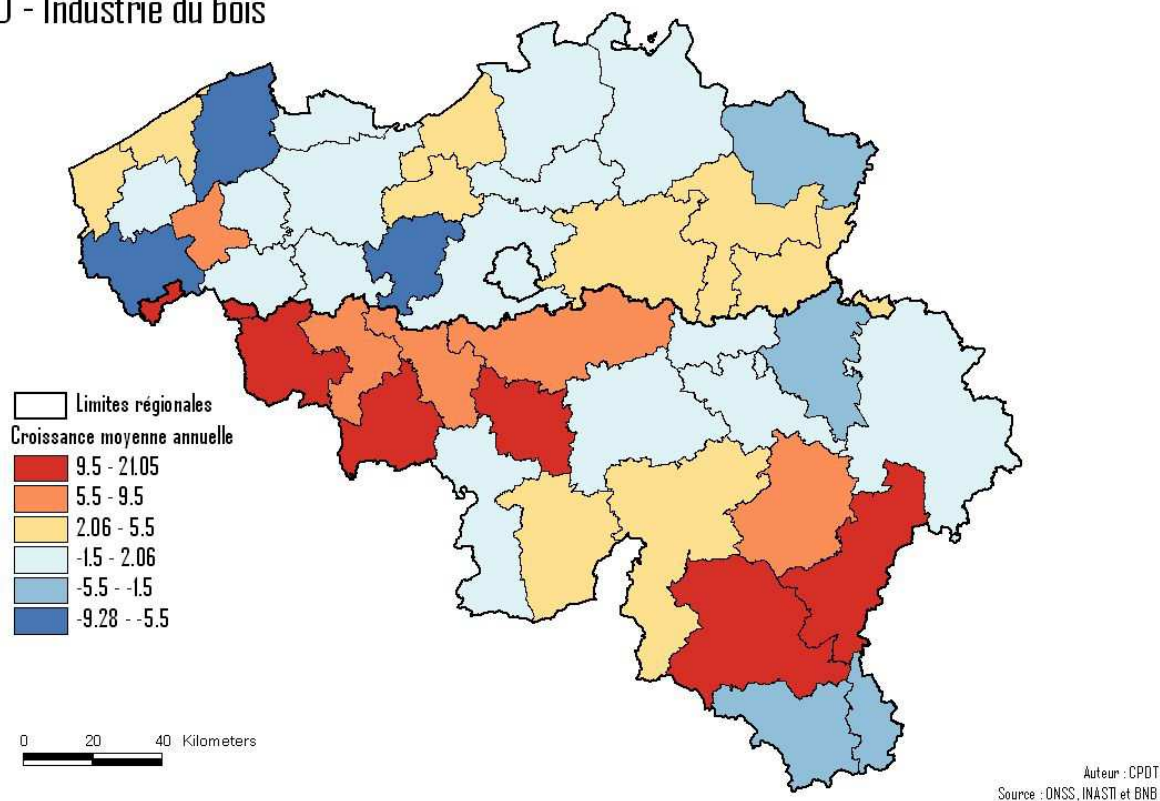 - Industrie du bois
Limites régionales
Croissance moyenne annuelle
9.5 - 21.05
5.5 - 9.5
2.06 - 5.5
-1.5 - 2.06
-5.5 - -1.5
-9.28 - -5.5
0 20 40 Kilometers
Auteur : CPDT
Source : ONSS, INASTI et BNB